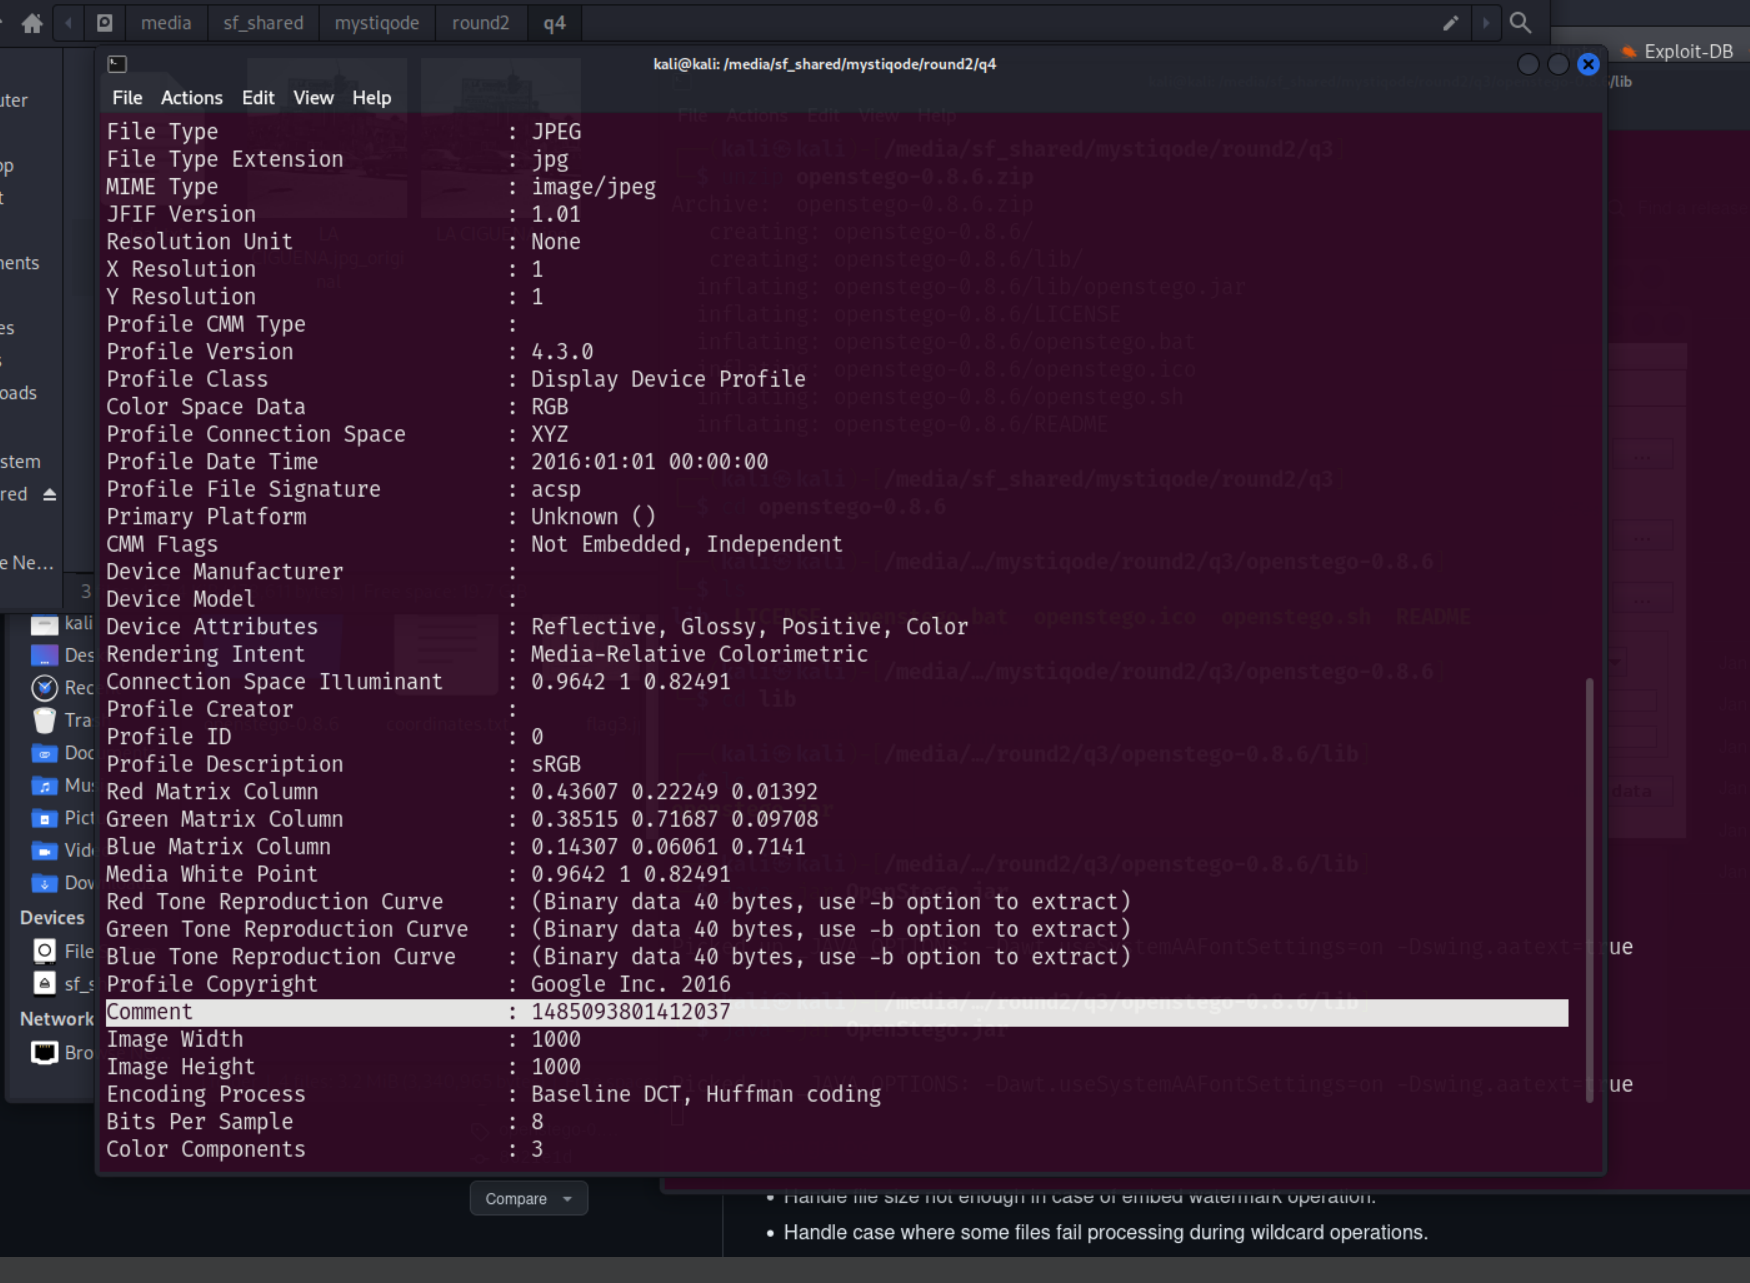 media sf_shared mystiqode round2 q4
Exploit-DB
kali@kali: /media/sf_shared/mystiqode/round2/q4
/lib
File Actions Edit View Help
File Type : JPEG
File Type Extension : jpg
MIME Type : image/jpeg
JFIF Version : 1.01
Resolution Unit : None
X Resolution : 1
Y Resolution : 1
Profile CMM Type :
Profile Version : 4.3.0
Profile Class : Display Device Profile
Color Space Data : RGB
Profile Connection Space : XYZ
Profile Date Time : 2016:01:01 00:00:00
Profile File Signature : acsp
Primary Platform : Unknown ()
CMM Flags : Not Embedded, Independent
Device Manufacturer :
Device Model :
Device Attributes : Reflective, Glossy, Positive, Color
Rendering Intent : Media-Relative Colorimetric
Connection Space Illuminant : 0.9642 1 0.82491
Profile Creator :
Profile ID : 0
Profile Description : sRGB
Red Matrix Column : 0.43607 0.22249 0.01392
Green Matrix Column : 0.38515 0.71687 0.09708
Blue Matrix Column : 0.14307 0.06061 0.7141
Media White Point : 0.9642 1 0.82491
Red Tone Reproduction Curve : (Binary data 40 bytes, use -b option to extract)
Green Tone Reproduction Curve : (Binary data 40 bytes, use -b option to extract)
Blue Tone Reproduction Curve : (Binary data 40 bytes, use -b option to extract)
Profile Copyright : Google Inc. 2016
Comment : 1485093801412037
Image Width : 1000
Image Height : 1000
Encoding Process : Baseline DCT, Huffman coding
Bits Per Sample : 8
Color Components : 3
uter
op
t
ents
es
s
oads
stem
red
e Ne...
3
kali
Des
Rec
Tra
Doc
Mus
Pict
Vide
Dow
Devices
File
sf_s
Network
Bro
ue
ue
Compare
• Handle file size not enough in case of embed watermark operation.
• Handle case where some files fail processing during wildcard operations.